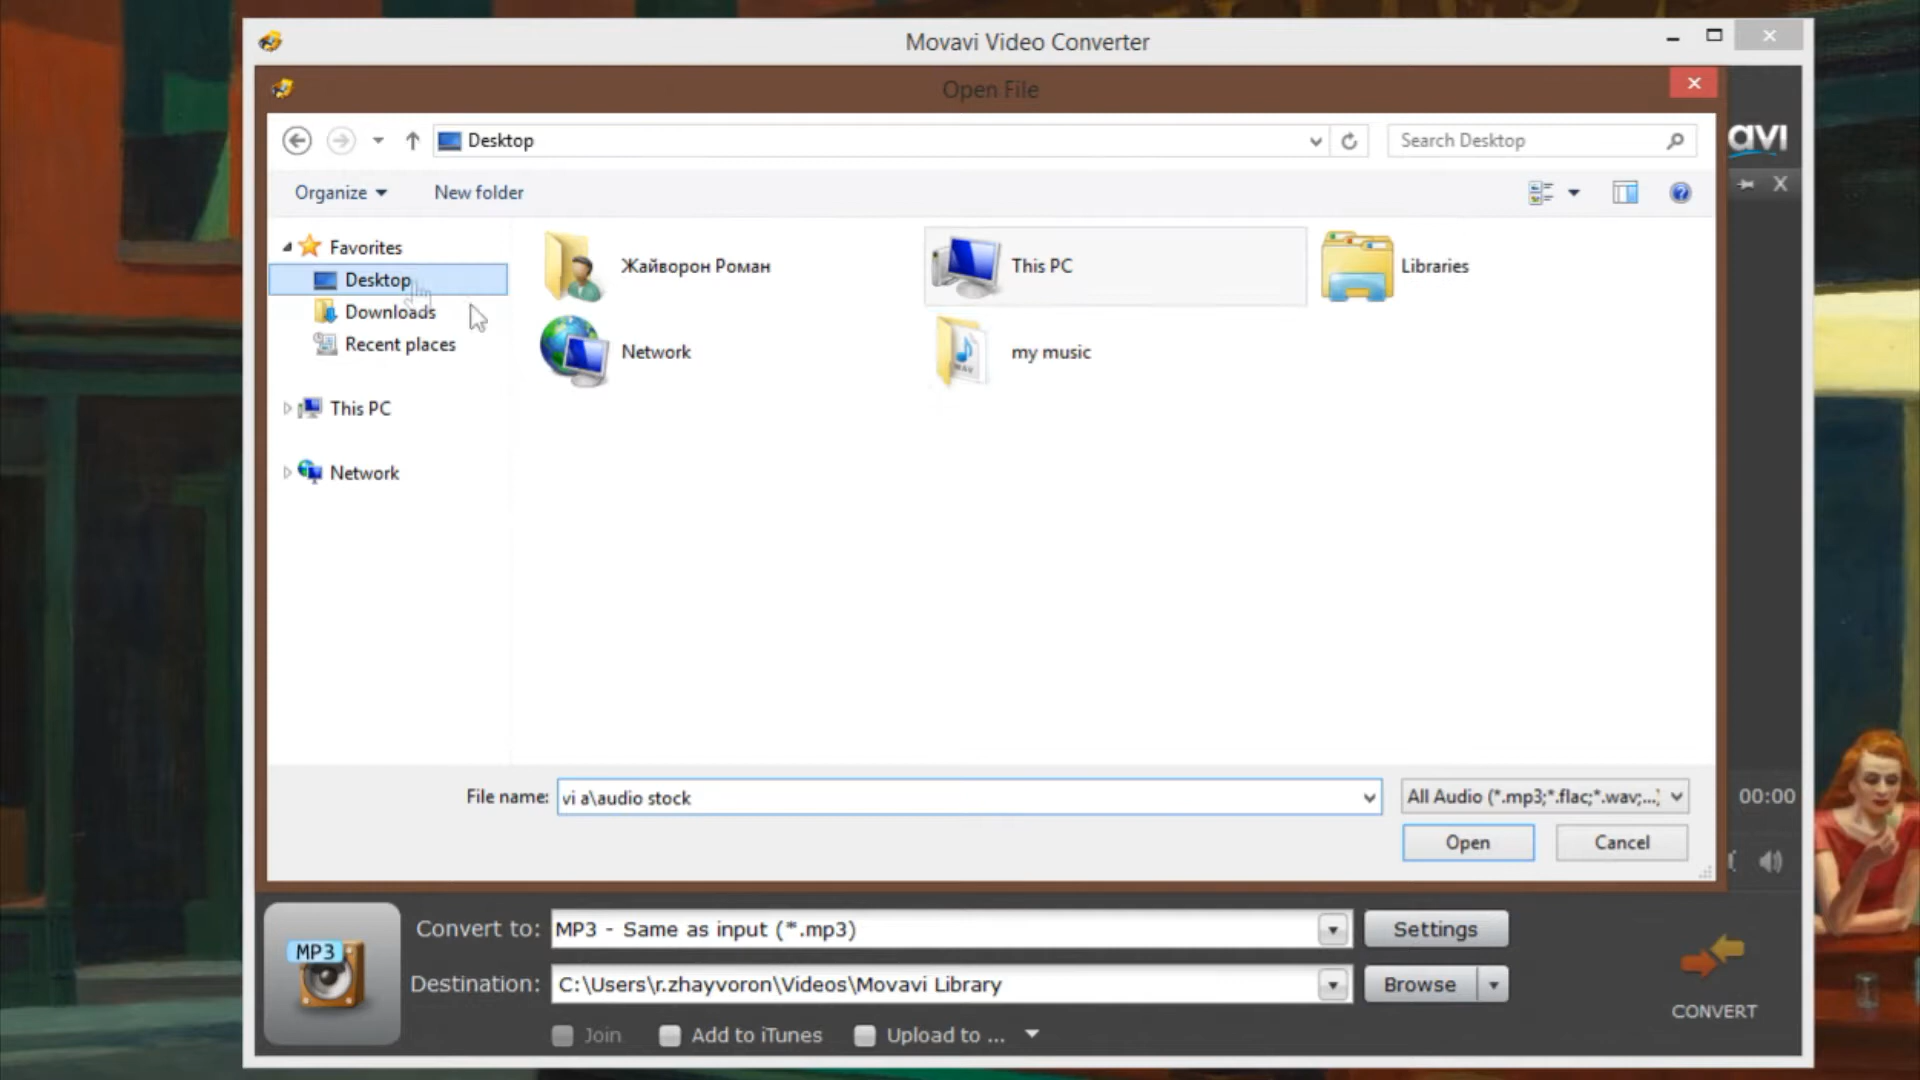 Movavi Video Converter
Open File
Desktop
Search Desktop
avi
Organize
New folder
X
Favorites
Desktop
Downloads
Recent places
This PC
Network
Жайворон Роман
This PC
Libraries
Network
WAV
my music
File name:
vi a\audio stock
All Audio (*.mp3;*.flac;*.wav;...)
00:00
Open
Cancel
MP3
Convert to:
MP3 - Same as input (*.mp3)
Settings
Destination:
C:\Users\r.zhayvoron\Videos\Movavi Library
Browse
CONVERT
Join
Add to iTunes
Upload to ...